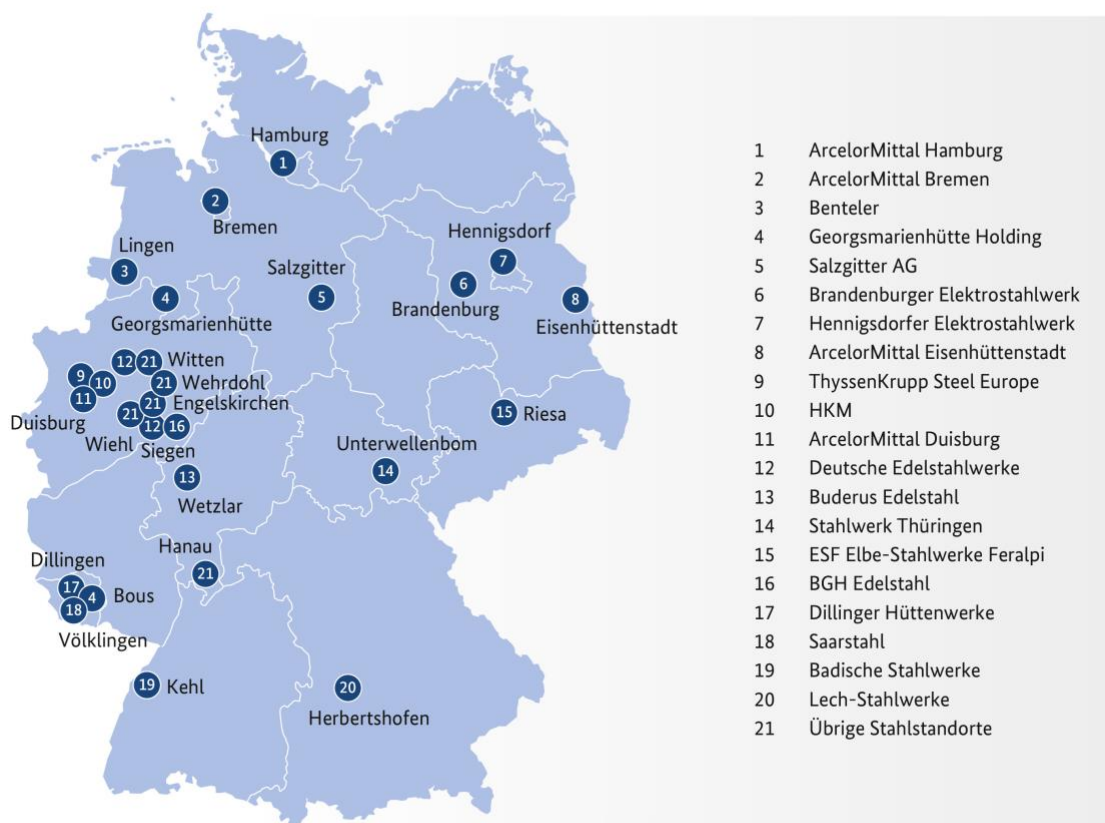 Hamburg
1
2
Bremen
Lingen
3
Hennigsdorf
7
Salzgitter
5
6
Brandenburg
8
Eisenhüttenstadt
4
Georgsmarienhütte
12
21
Witten
9
10
21
Wehrdohl
11
21
Engelskirchen
21
Duisburg
Wiehl
12
16
Siegen
15
Riesa
Unterwellenbom
14
13
Wetzlar
Hanau
21
Dillingen
17
4
Bous
18
Völklingen
19
Kehl
20
Herbertshofen
1 ArcelorMittal Hamburg
2 ArcelorMittal Bremen
3 Benteler
4 Georgsmarienhütte Holding
5 Salzgitter AG
6 Brandenburger Elektrostahlwerk
7 Hennigsdorfer Elektrostahlwerk
8 ArcelorMittal Eisenhüttenstadt
9 ThyssenKrupp Steel Europe
10 HKM
11 ArcelorMittal Duisburg
12 Deutsche Edelstahlwerke
13 Buderus Edelstahl
14 Stahlwerk Thüringen
15 ESF Elbe-Stahlwerke Feralpi
16 BGH Edelstahl
17 Dillinger Hüttenwerke
18 Saarstahl
19 Badische Stahlwerke
20 Lech-Stahlwerke
21 Übrige Stahlstandorte